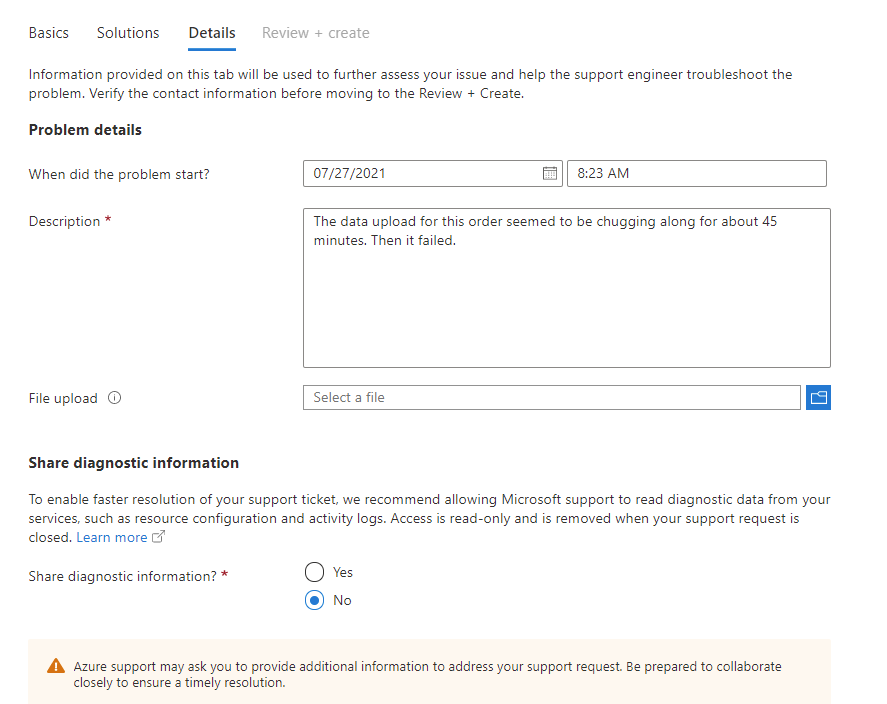 Basics Solutions Details Review + create
Information provided on this tab will be used to further assess your issue and help the support engineer troubleshoot the
problem. Verify the contact information before moving to the Review + Create.
Problem details
When did the problem start? 07/27/2021 8:23 AM
Description * The data upload for this order seemed to be chugging along for about 45
minutes. Then it failed.
File upload Select a file
Share diagnostic information
To enable faster resolution of your support ticket, we recommend allowing Microsoft support to read diagnostic data from your
services, such as resource configuration and activity logs. Access is read-only and is removed when your support request is
closed. Learn more
Share diagnostic information? * Yes
No
Azure support may ask you to provide additional information to address your support request. Be prepared to collaborate
closely to ensure a timely resolution.